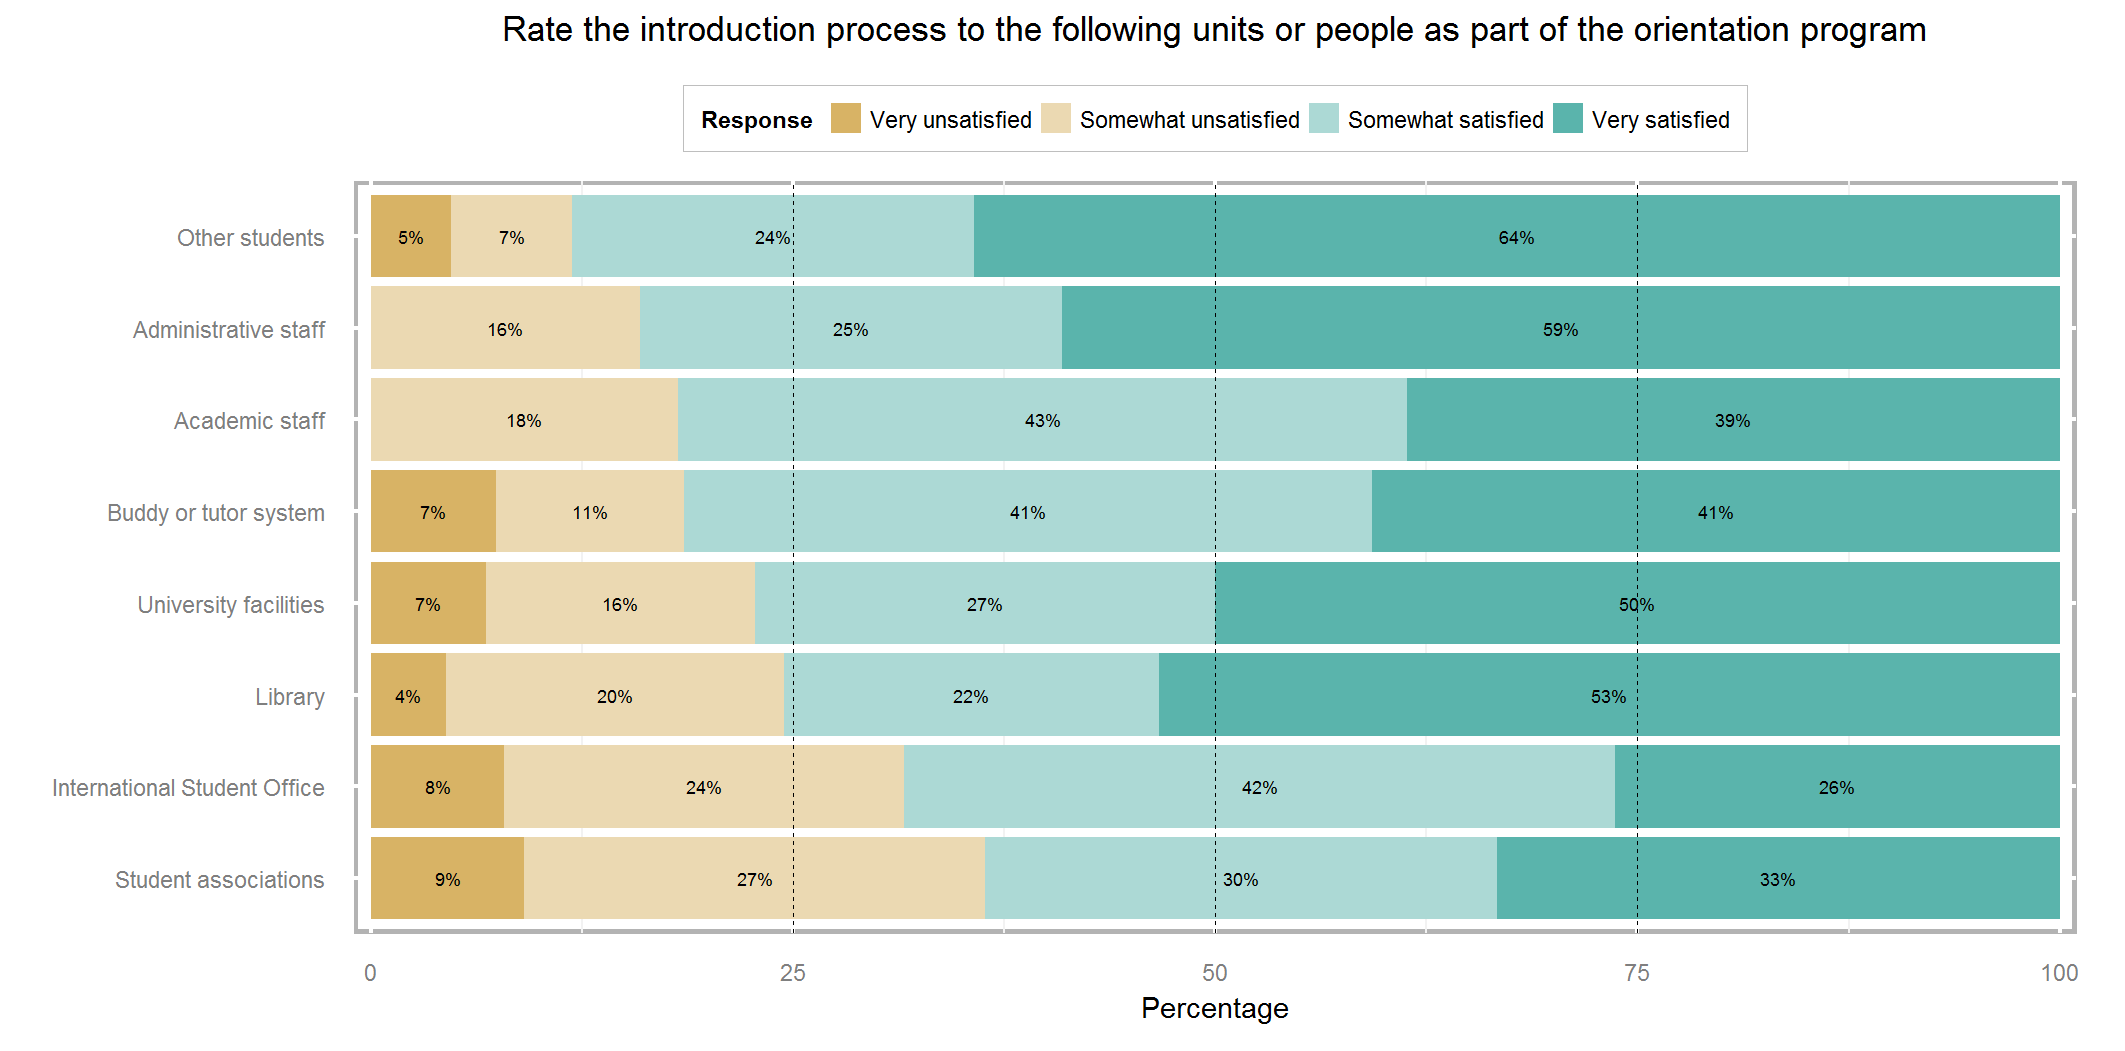 Rate the introduction process to the following units or people as part of the orientation program
Response Very unsatisfied Somewhat unsatisfied Somewhat satisfied Very satisfied
Other students 5% 7% 24% 64%
Administrative staff 16% 25% 59%
Academic staff 18% 43% 39%
Buddy or tutor system 7% 11% 41% 41%
University facilities 7% 16% 27% 50%
Library 4% 20% 22% 53%
International Student Office 8% 24% 42% 26%
Student associations 9% 27% 30% 33%
0 25 50 75 100
Percentage